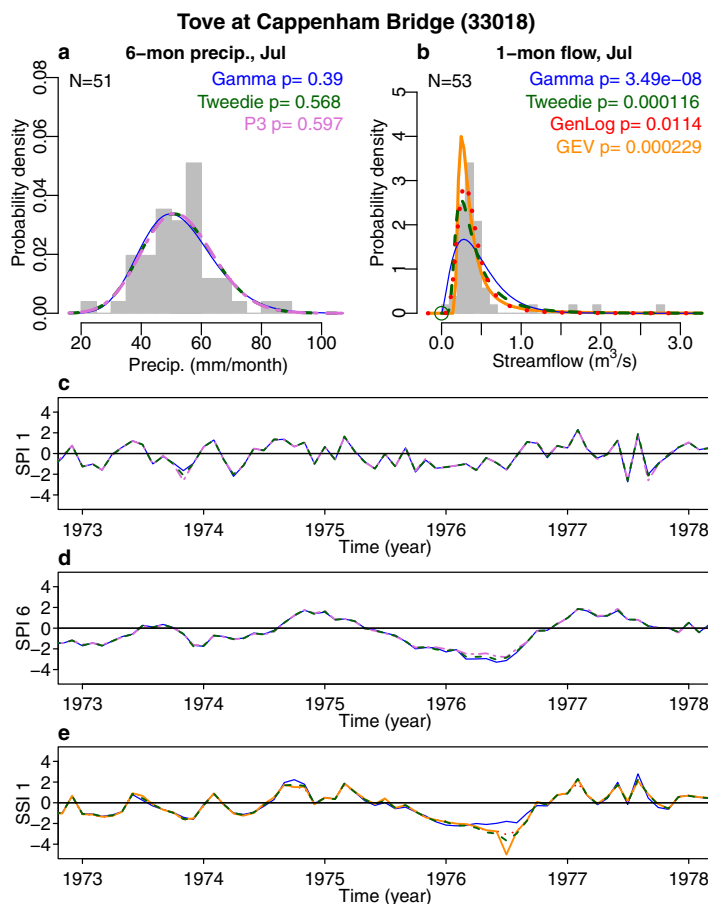 Tove at Cappenham Bridge (33018)
a 6−mon precip., Jul
N=51
Gamma p= 0.39
Tweedie p= 0.568
P3 p= 0.597
Probability density
0.00 0.02 0.04 0.06 0.08
20 40 60 80 100
Precip. (mm/month)
b 1−mon flow, Jul
N=53
Gamma p= 3.49e−08
Tweedie p= 0.000116
GenLog p= 0.0114
GEV p= 0.000229
Probability density
0 1 2 3 4 5
0.0 1.0 2.0 3.0
Streamflow (m³/s)
c
SPI 1
4
2
0
−2
−4
1973 1974 1975 1976 1977 1978
Time (year)
d
SPI 6
4
2
0
−2
−4
1973 1974 1975 1976 1977 1978
Time (year)
e
SSI 1
4
2
0
−2
−4
1973 1974 1975 1976 1977 1978
Time (year)